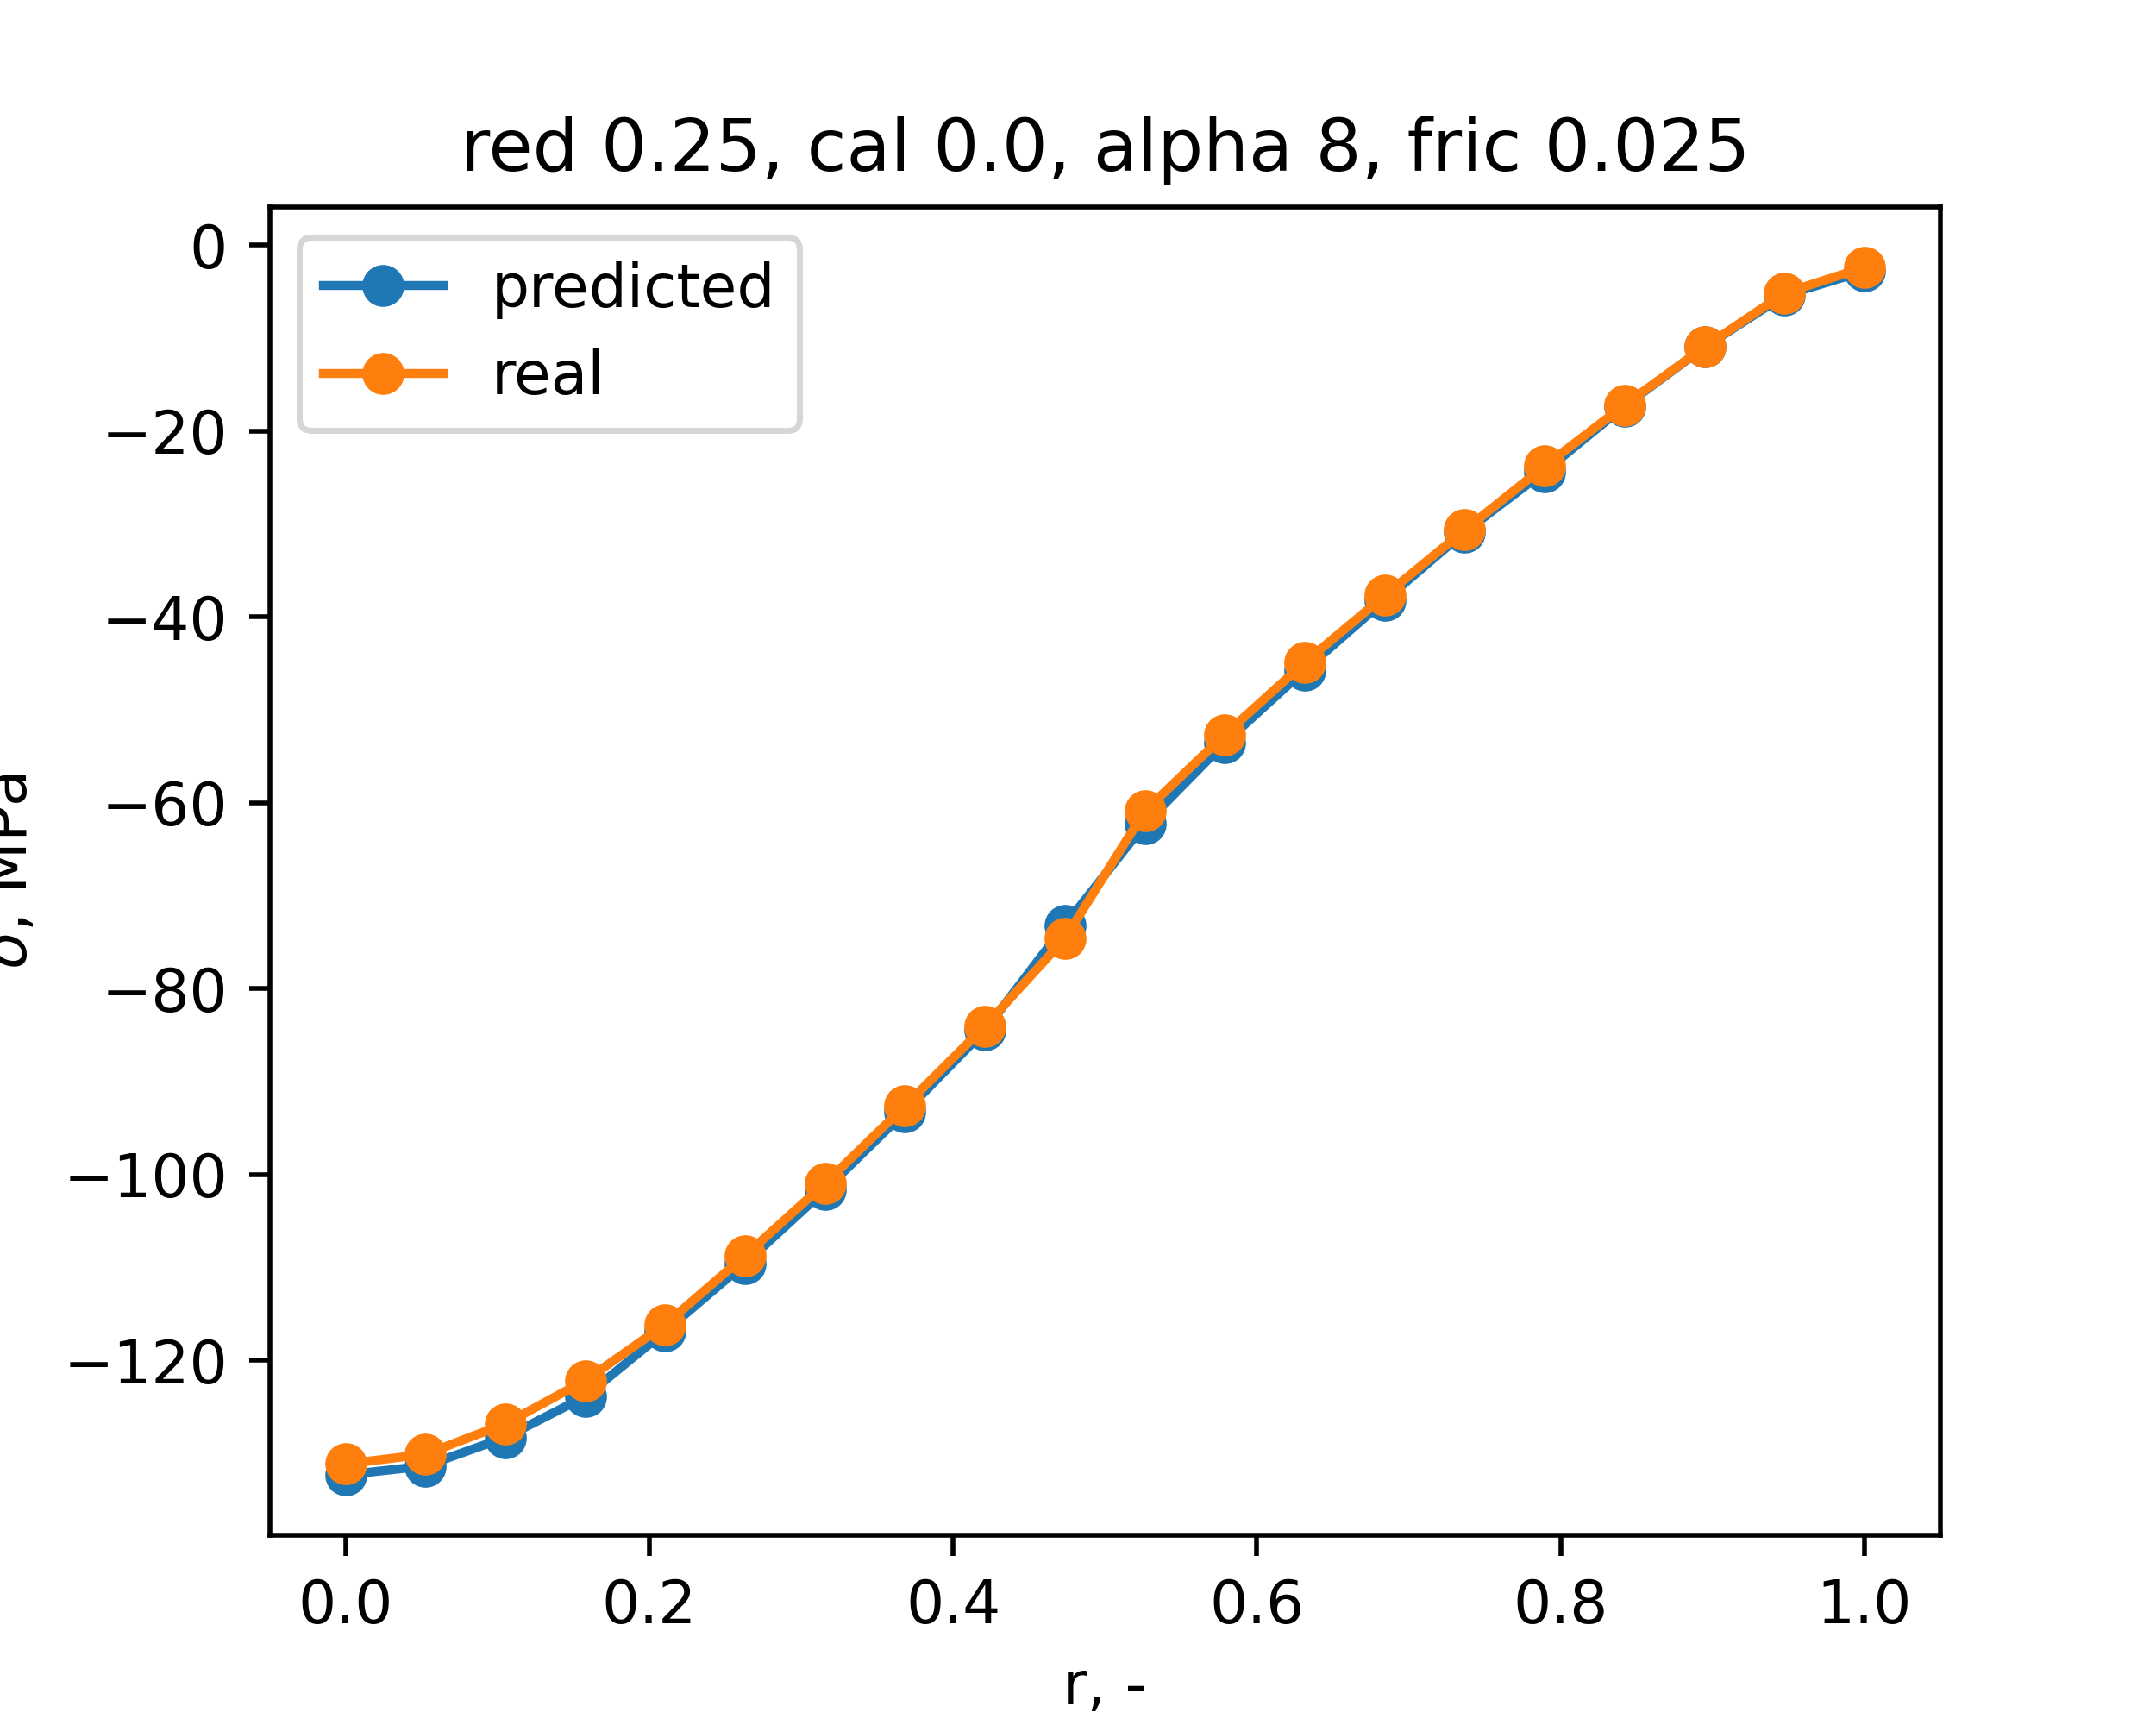 red 0.25, cal 0.0, alpha 8, fric 0.025
predicted
real
0
−20
−40
−60
−80
−100
−120
σ, MPa
0.0 0.2 0.4 0.6 0.8 1.0
r, -